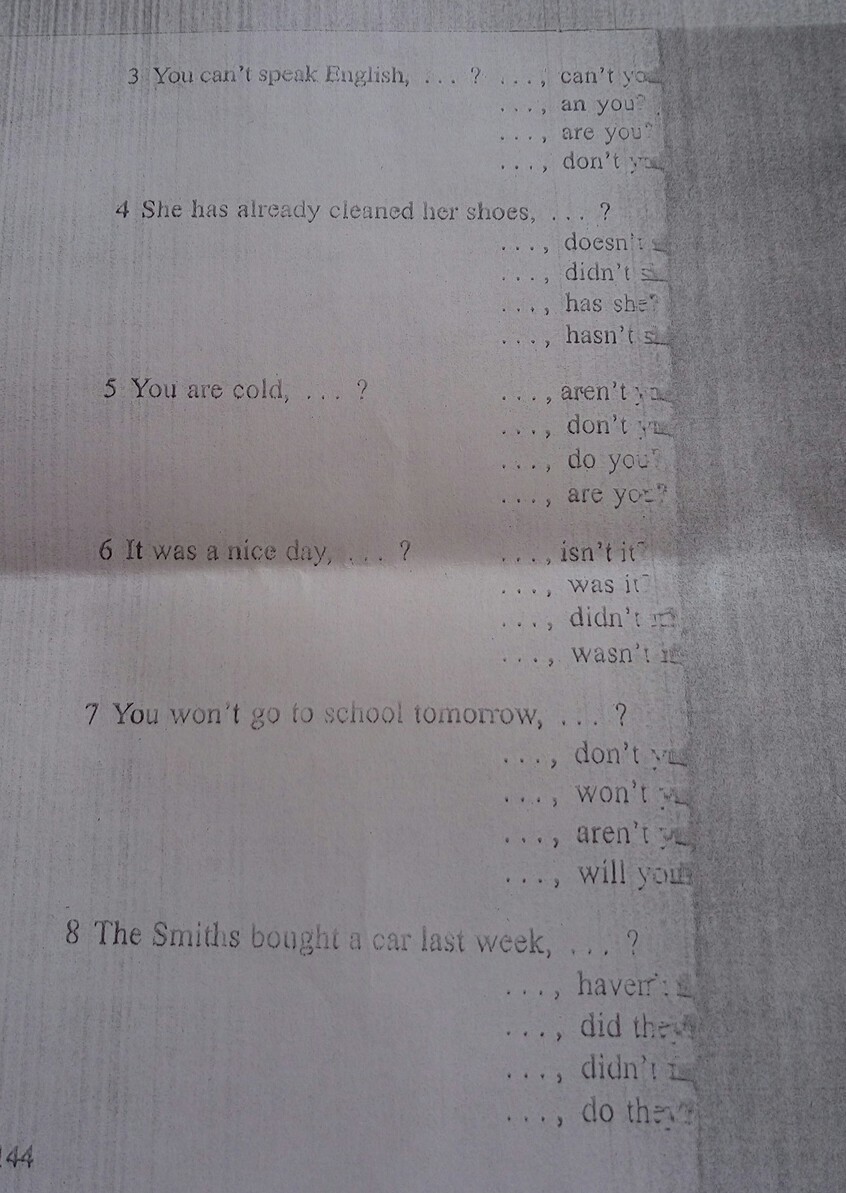 3 You can't speak English, . . . ? . . . , can't
. . . , an you?
. . . , are you?
. . . , don't
4 She has already cleaned her shoes, . . . ?
. . . , doesn't
. . . , didn't
. . . , has she?
. . . , hasn't
5 You are cold, . . . ? . . . , aren't
. . . , don't
. . . , do you?
. . . , are you?
6 It was a nice day, . . . ? . . . , isn't it?
. . . , was it?
. . . , didn't
. . . , wasn't
7 You won't go to school tomorrow, . . . ?
. . . , don't
. . . , won't
. . . , aren't
. . . , will you
8 The Smiths bought a car last week, . . . ?
. . . , haven't
. . . , did they
. . . , didn't
. . . , do they?
44